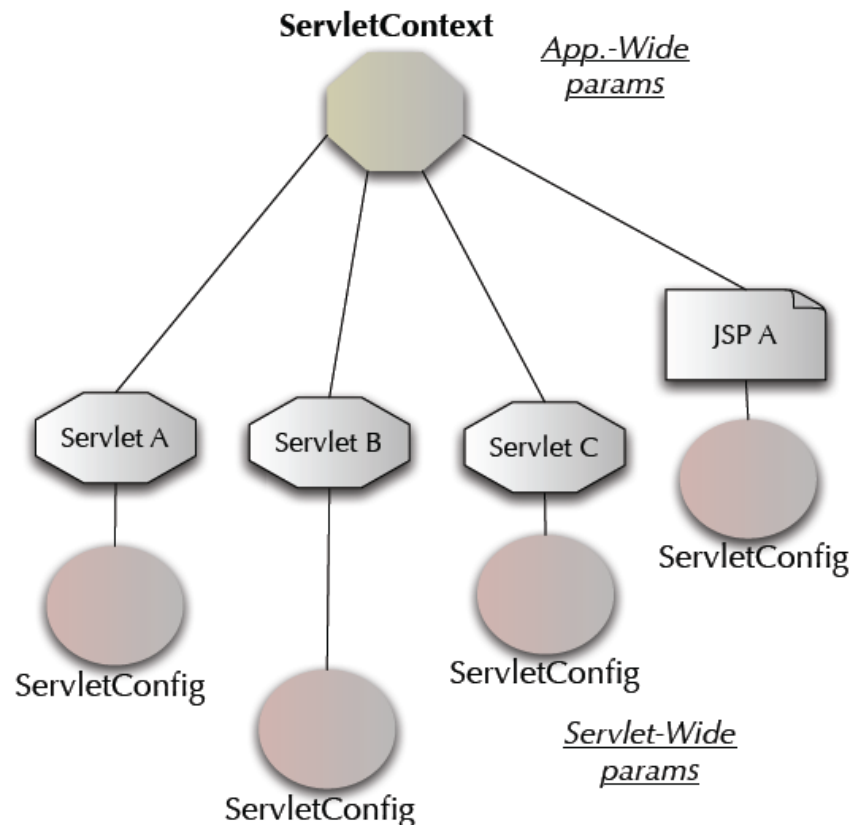 ServletContext
App.-Wide
params
JSP A
Servlet A
Servlet B
Servlet C
ServletConfig
ServletConfig
ServletConfig
Servlet-Wide
params
ServletConfig